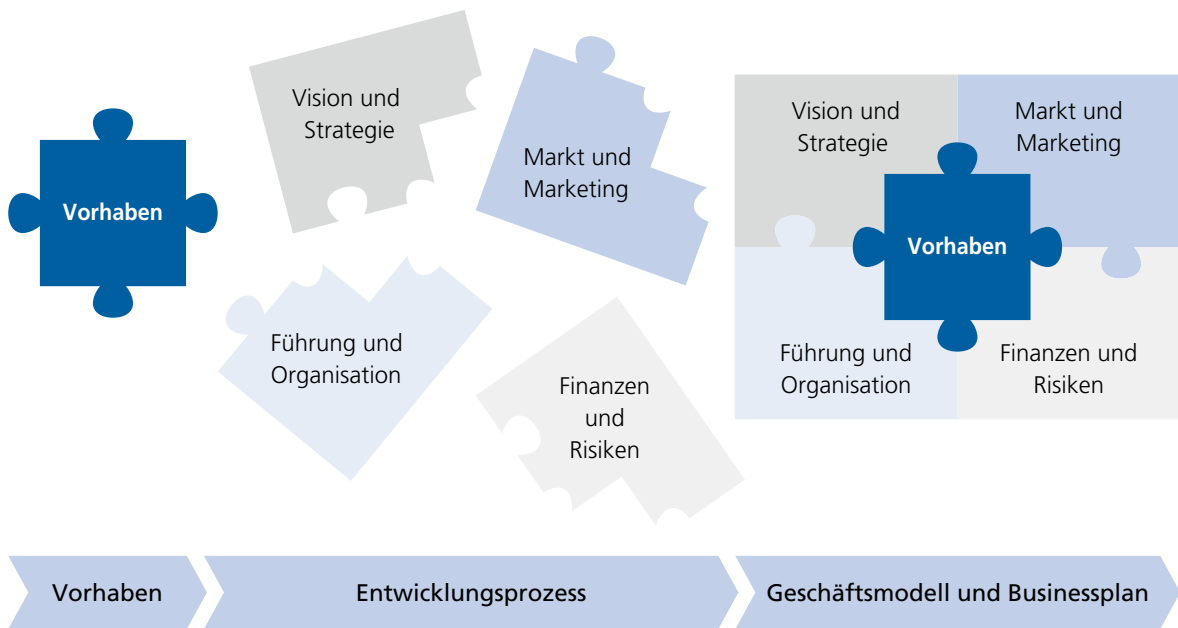 Vorhaben
Vision und
Strategie
Markt und
Marketing
Führung und
Organisation
Finanzen
und
Risiken
Vision und
Strategie
Markt und
Marketing
Vorhaben
Führung und
Organisation
Finanzen und
Risiken
Vorhaben
Entwicklungsprozess
Geschäftsmodell und Businessplan